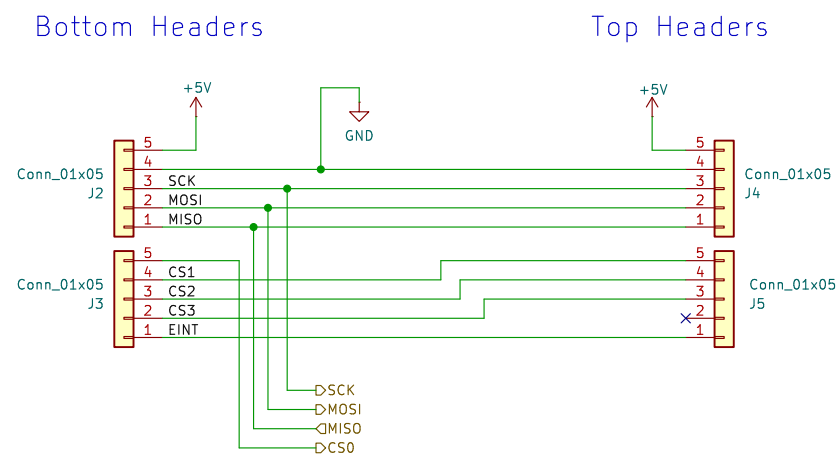 Bottom Headers
Top Headers
+5V
+5V
GND
Conn_01x05
J2
5
4
3
2
1
SCK
MOSI
MISO
5
4
3
2
1
Conn_01x05
J4
Conn_01x05
J3
5
4
3
2
1
CS1
CS2
CS3
EINT
5
4
3
2
1
Conn_01x05
J5
SCK
MOSI
MISO
CS0